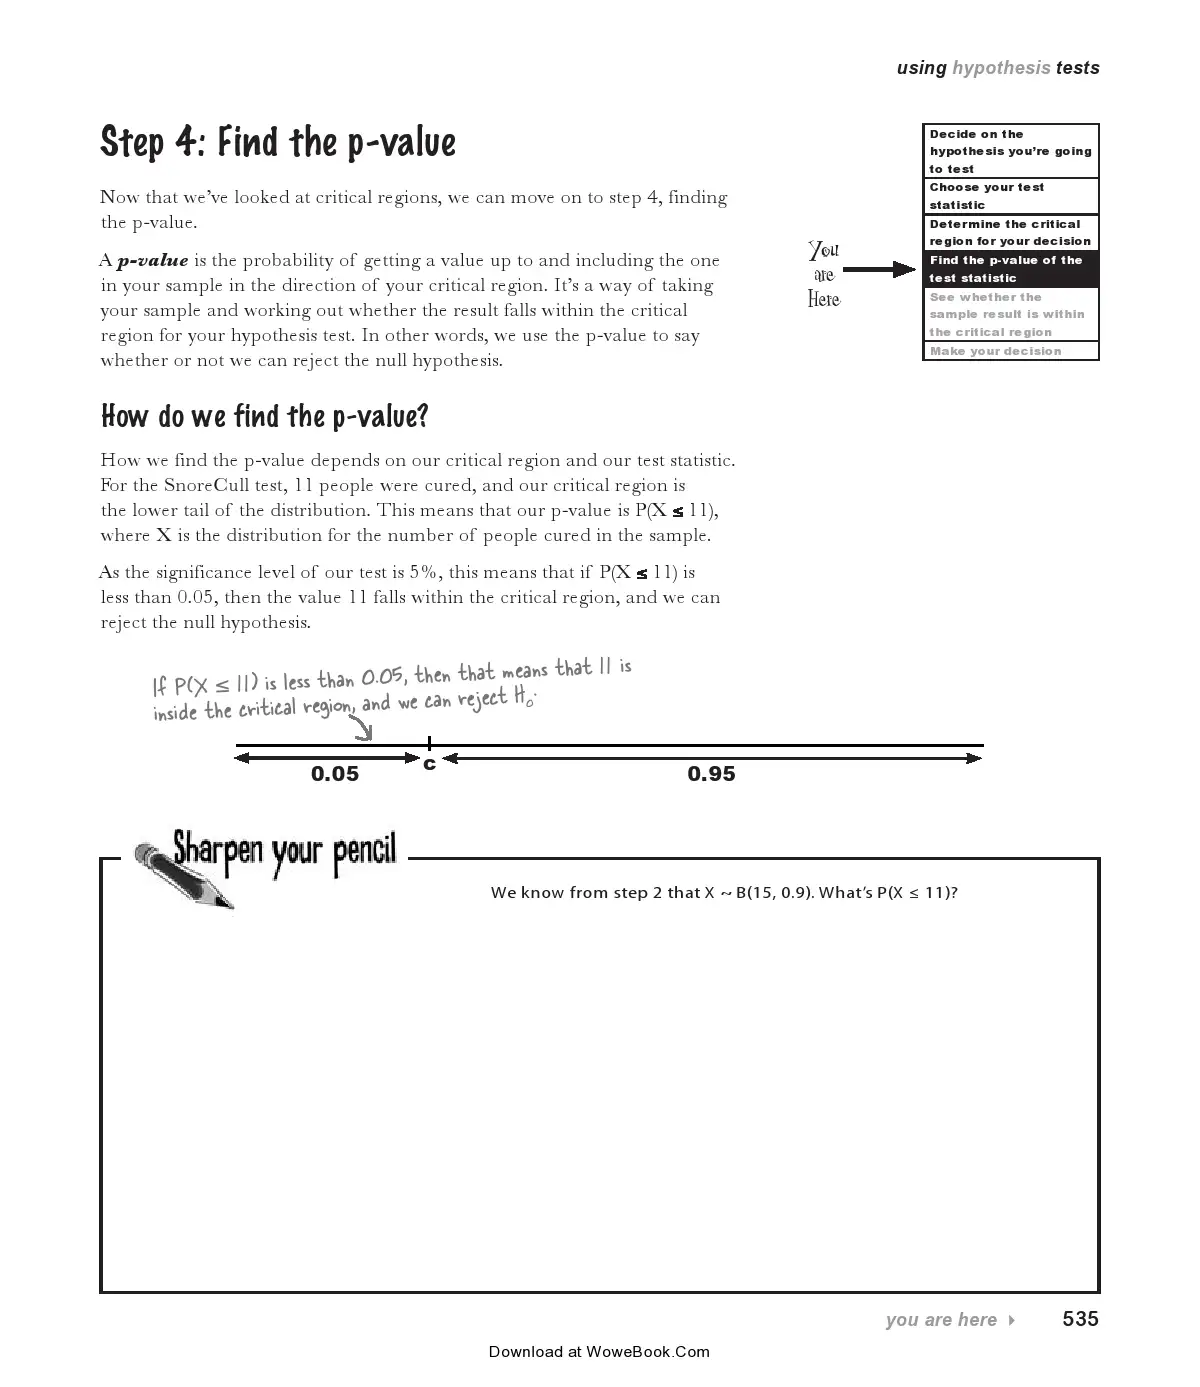 using hypothesis tests
Step 4: Find the p-value
Now that we’ve looked at critical regions, we can move on to step 4, finding
the p-value.
A p-value is the probability of getting a value up to and including the one
in your sample in the direction of your critical region. It’s a way of taking
your sample and working out whether the result falls within the critical
region for your hypothesis test. In other words, we use the p-value to say
whether or not we can reject the null hypothesis.
Decide on the
hypothesis you’re going
to test
Choose your test
statistic
Determine the critical
region for your decision
Find the p-value of the
test statistic
See whether the
sample result is within
the critical region
Make your decision
You
are
Here
How do we find the p-value?
How we find the p-value depends on our critical region and our test statistic.
For the SnoreCull test, 11 people were cured, and our critical region is
the lower tail of the distribution. This means that our p-value is P(X ≤ 11),
where X is the distribution for the number of people cured in the sample.
As the significance level of our test is 5%, this means that if P(X ≤ 11) is
less than 0.05, then the value 11 falls within the critical region, and we can
reject the null hypothesis.
If P(X ≤ 11) is less than 0.05, then that means that 11 is
inside the critical region, and we can reject H₀.
c
0.05
0.95
Sharpen your pencil
We know from step 2 that X ~ B(15, 0.9). What’s P(X ≤ 11)?
you are here
535
Download at WoweBook.Com